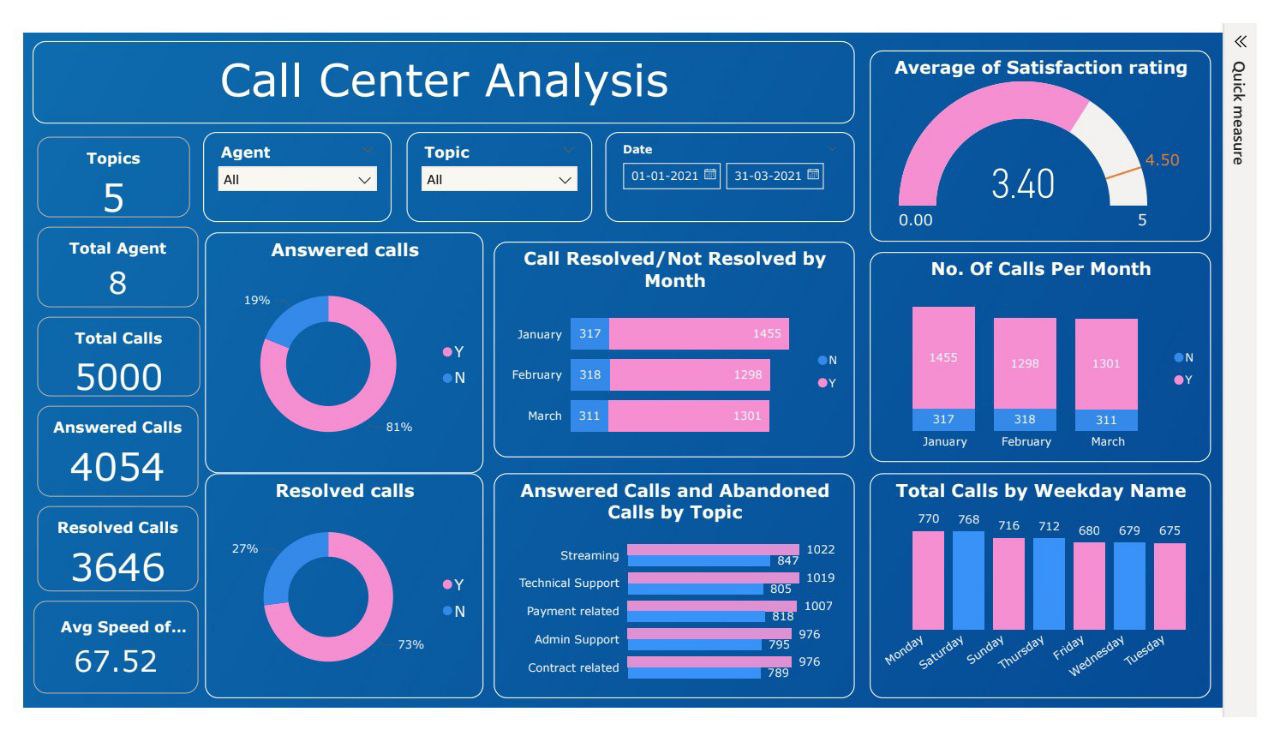 Call Center Analysis
Topics
5
Agent
All
Topic
All
Date
01-01-2021
31-03-2021
Average of Satisfaction rating
4.50
3.40
0.00
5
Quick measure
Total Agent
8
Total Calls
5000
Answered Calls
4054
Resolved Calls
3646
Avg Speed of...
67.52
Answered calls
19%
81%
Y
N
Call Resolved/Not Resolved by
Month
January 317 1455
February 318 1298
March 311 1301
N
Y
No. Of Calls Per Month
1455 1298 1301
317 318 311
January February March
N
Y
Resolved calls
27%
73%
Y
N
Answered Calls and Abandoned
Calls by Topic
Streaming 1022
847
Technical Support 1019
805
Payment related 1007
818
Admin Support 976
795
Contract related 976
789
Total Calls by Weekday Name
770 768 716 712 680 679 675
Monday Saturday Sunday Thursday Friday Wednesday Tuesday